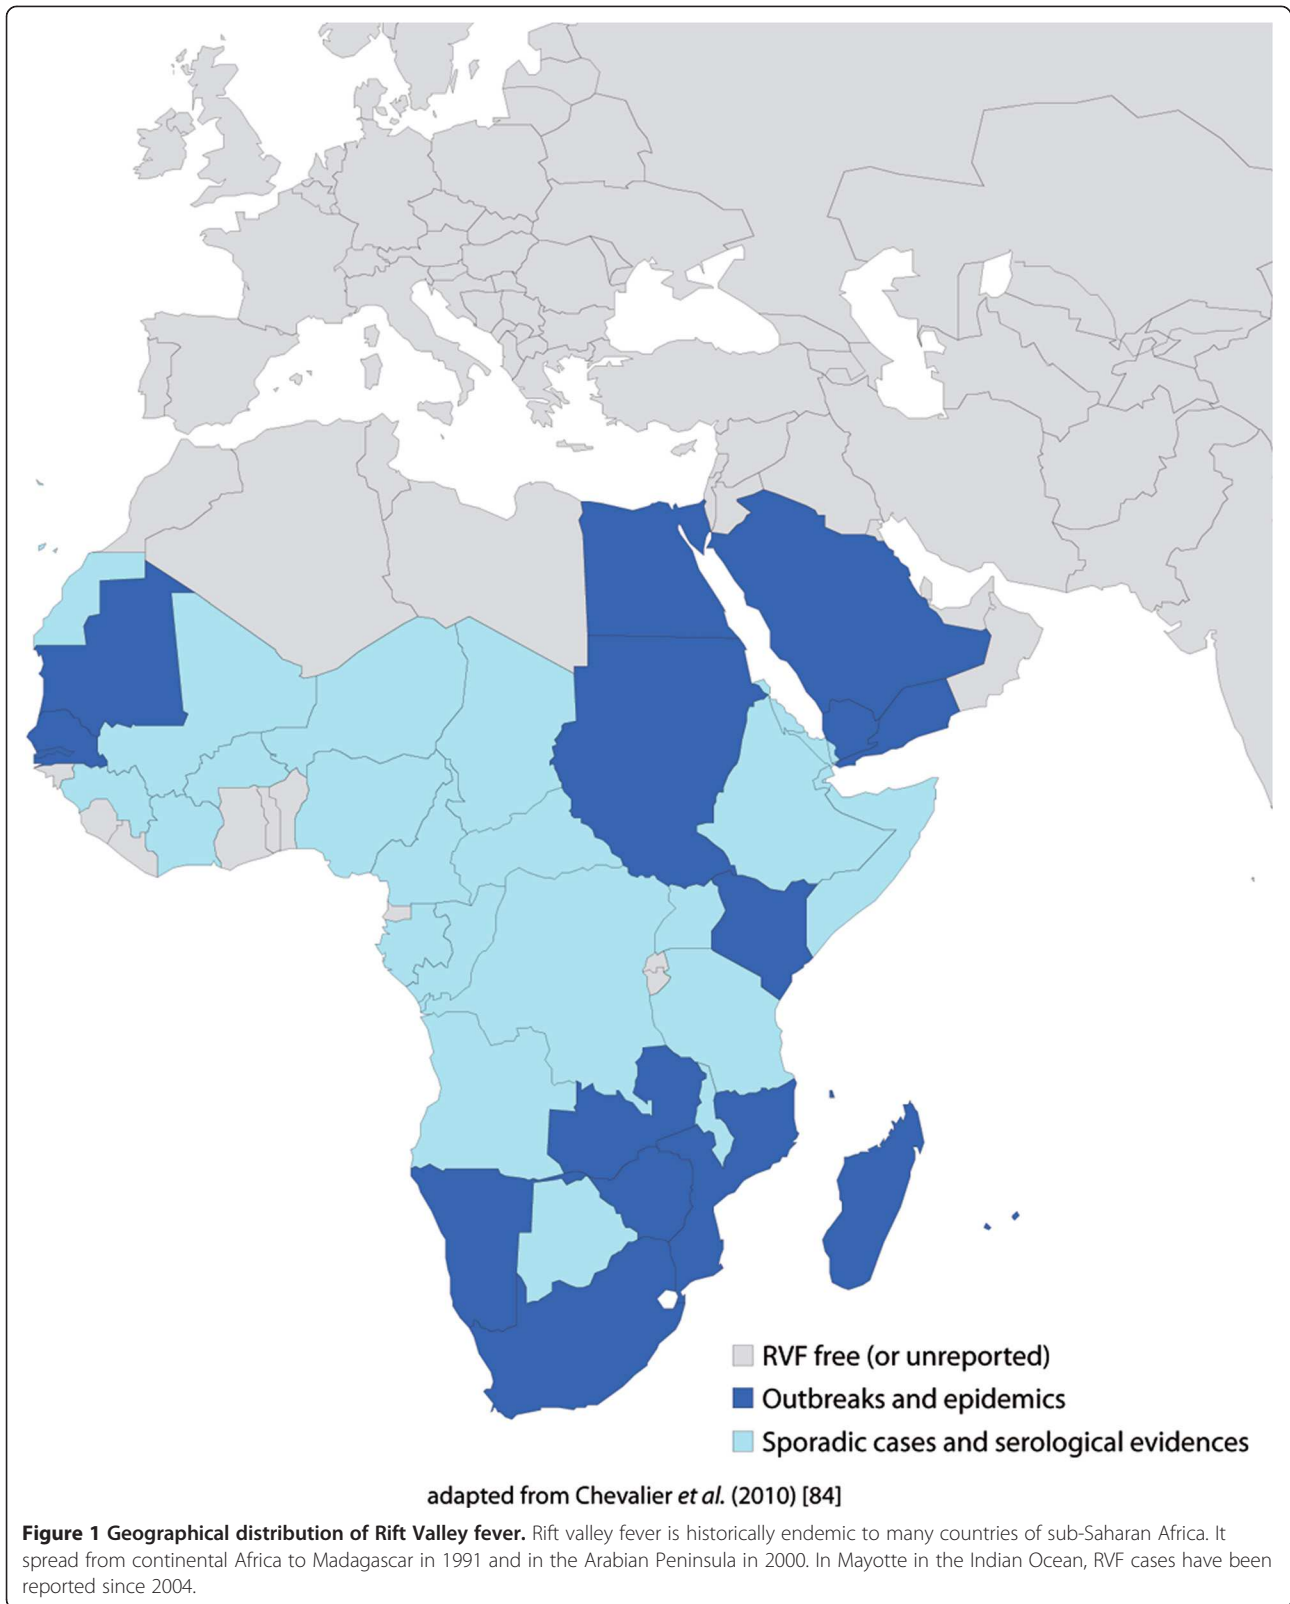 RVF free (or unreported)
Outbreaks and epidemics
Sporadic cases and serological evidences
adapted from Chevalier et al. (2010) [84]
Figure 1 Geographical distribution of Rift Valley fever. Rift valley fever is historically endemic to many countries of sub-Saharan Africa. It
spread from continental Africa to Madagascar in 1991 and in the Arabian Peninsula in 2000. In Mayotte in the Indian Ocean, RVF cases have been
reported since 2004.